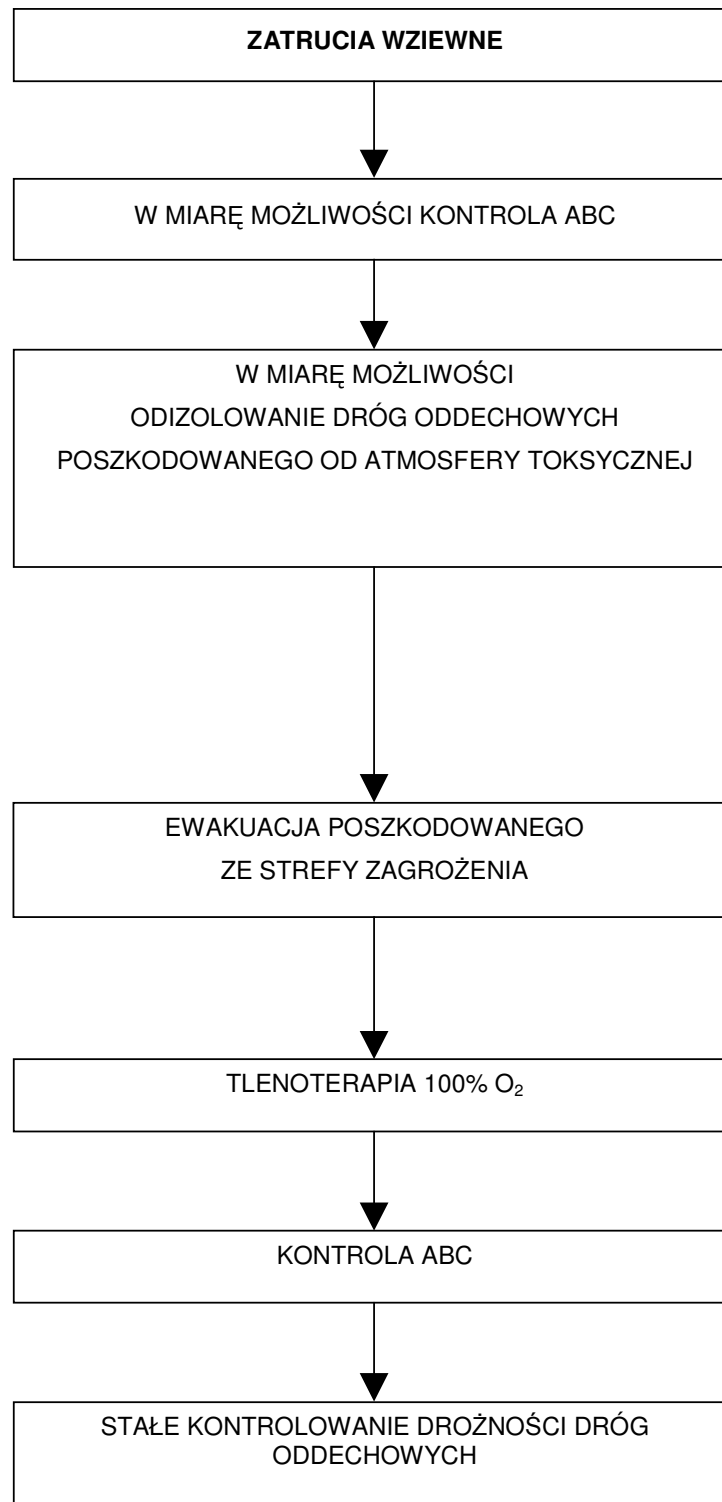 ZATRUCIA WZIEWNE
W MIARĘ MOŻLIWOŚCI KONTROLA ABC
W MIARĘ MOŻLIWOŚCI
ODIZOLOWANIE DRÓG ODDECHOWYCH
POSZKODOWANEGO OD ATMOSFERY TOKSYCZNEJ
EWAKUACJA POSZKODOWANEGO
ZE STREFY ZAGROŻENIA
TLENOTERAPIA 100% O₂
KONTROLA ABC
STAŁE KONTROLOWANIE DROŻNOŚCI DRÓG
ODDECHOWYCH